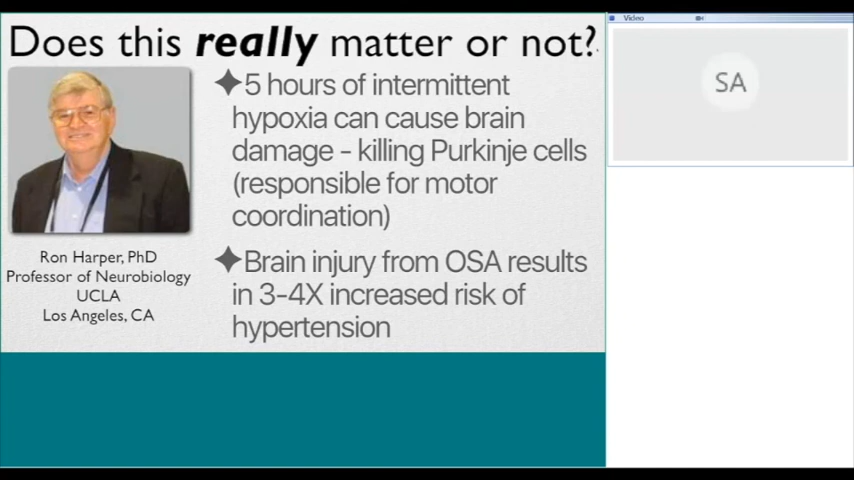 Does this really matter or not?
✦5 hours of intermittent
hypoxia can cause brain
damage - killing Purkinje cells
(responsible for motor
coordination)
✦Brain injury from OSA results
in 3-4X increased risk of
hypertension
Ron Harper, PhD
Professor of Neurobiology
UCLA
Los Angeles, CA
Video
SA